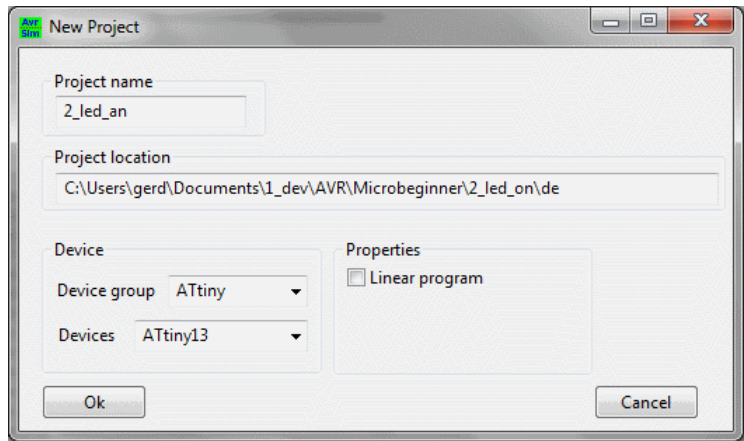 Avr
Sim
New Project
Project name
2_led_an
Project location
C:\Users\gerd\Documents\1_dev\AVR\Microbeginner\2_led_on\de
Device
Properties
Linear program
Device group ATtiny
Devices ATtiny13
Ok
Cancel